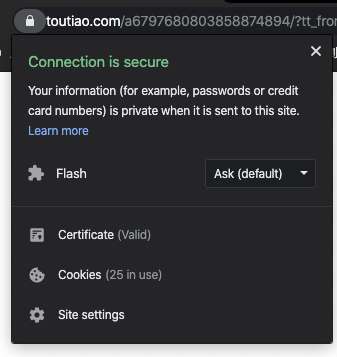 toutiao.com/a6797680803858874894/?tt_fror
Connection is secure
Your information (for example, passwords or credit
card numbers) is private when it is sent to this site.
Learn more
Flash
Ask (default)
Certificate (Valid)
Cookies (25 in use)
Site settings